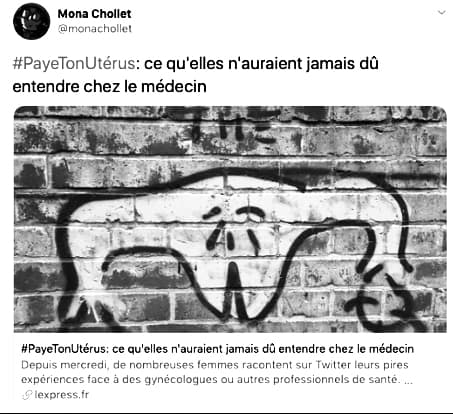 Mona Chollet
@monachollet
#PayeTonUtérus: ce qu'elles n'auraient jamais dû
entendre chez le médecin
THE
#PayeTonUtérus: ce qu'elles n'auraient jamais dû entendre chez le médecin
Depuis mercredi, de nombreuses femmes racontent sur Twitter leurs pires
expériences face à des gynécologues ou autres professionnels de santé. ...
lexpress.fr